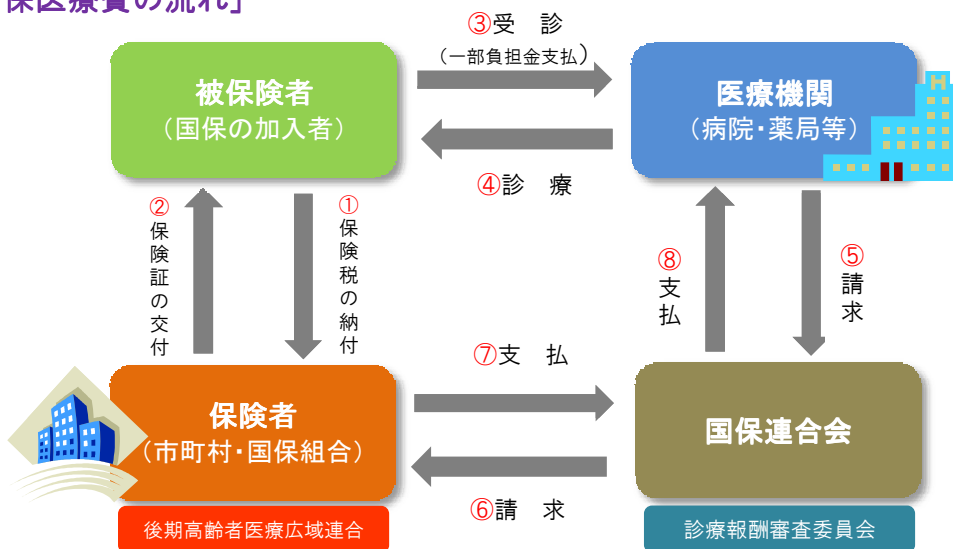 保医療費の流れ」
③受 診
（一部負担金支払）
被保険者
（国保の加入者）
医療機関
（病院・薬局等）
H
④診 療
②保険証の交付
①保険税の納付
⑧支払
⑤請求
⑦支 払
保険者
（市町村・国保組合）
国保連合会
⑥請 求
後期高齢者医療広域連合
診療報酬審査委員会